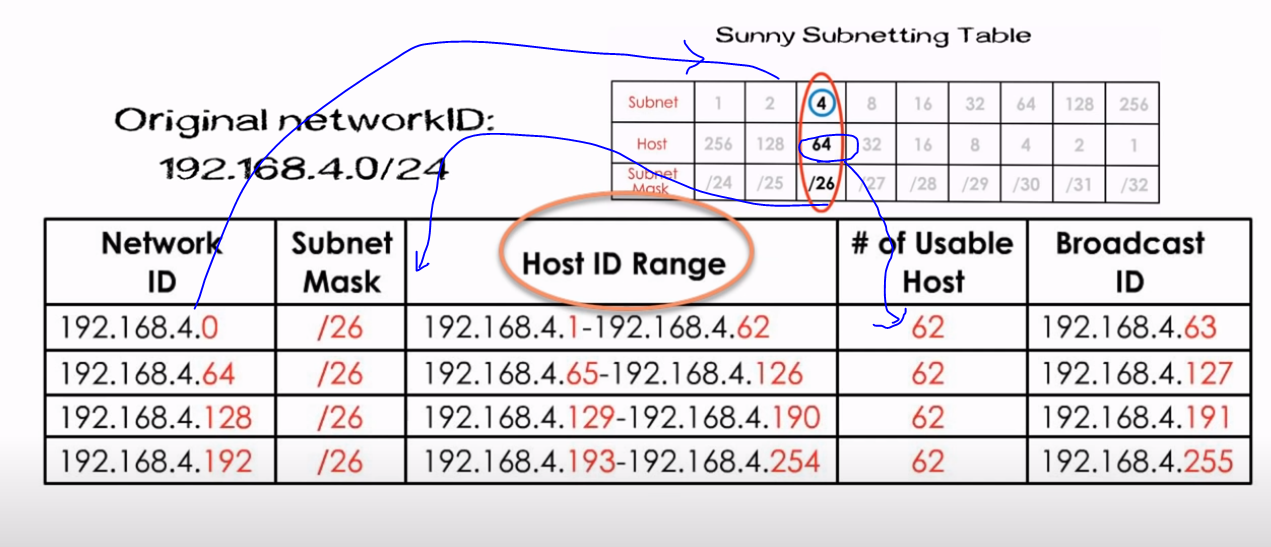 Sunny Subnetting Table
Subnet 1 2 4 8 16 32 64 128 256
Host 256 128 64 32 16 8 4 2 1
Subnet Mask /24 /25 /26 /27 /28 /29 /30 /31 /32
Original networkID:
192.168.4.0/24
Network ID Subnet Mask Host ID Range # of Usable Host Broadcast ID
192.168.4.0 /26 192.168.4.1-192.168.4.62 62 192.168.4.63
192.168.4.64 /26 192.168.4.65-192.168.4.126 62 192.168.4.127
192.168.4.128 /26 192.168.4.129-192.168.4.190 62 192.168.4.191
192.168.4.192 /26 192.168.4.193-192.168.4.254 62 192.168.4.255